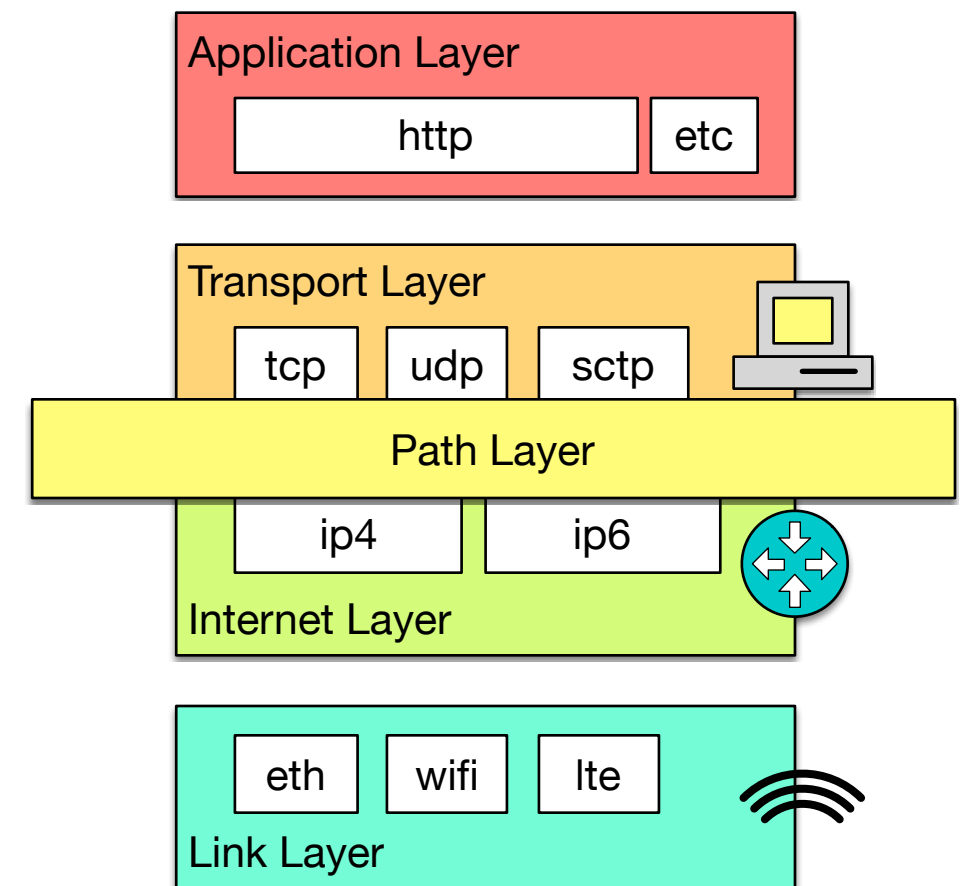 Application Layer
http etc
Transport Layer
tcp udp sctp
Path Layer
ip4 ip6
Internet Layer
eth wifi lte
Link Layer